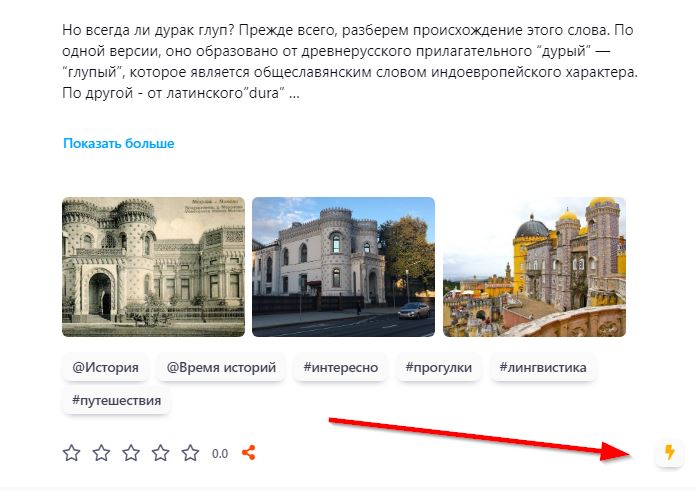 Но всегда ли дурак глуп? Прежде всего, разберем происхождение этого слова. По
одной версии, оно образовано от древнерусского прилагательного “дурый” —
“глупый”, которое является общеславянским словом индоевропейского характера.
По другой - от латинского“dura” ...
Показать больше
@История @Время историй #интересно #прогулки #лингвистика
#путешествия
0.0